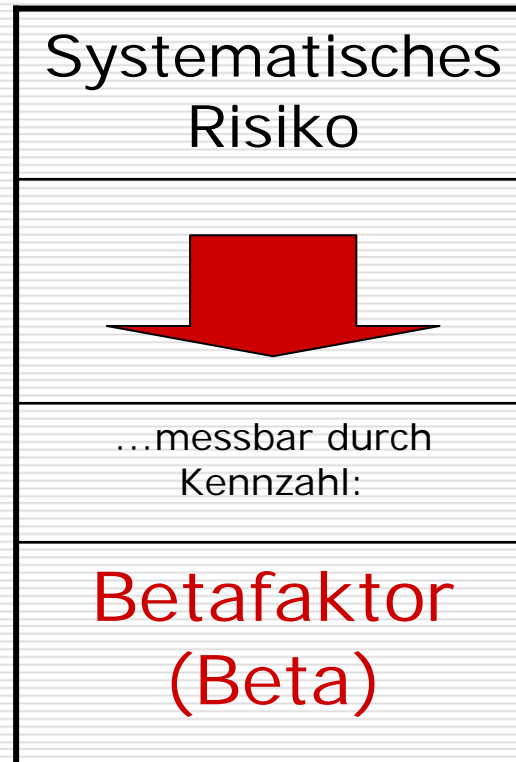 Systematisches
Risiko
...messbar durch
Kennzahl:
Betafaktor
(Beta)